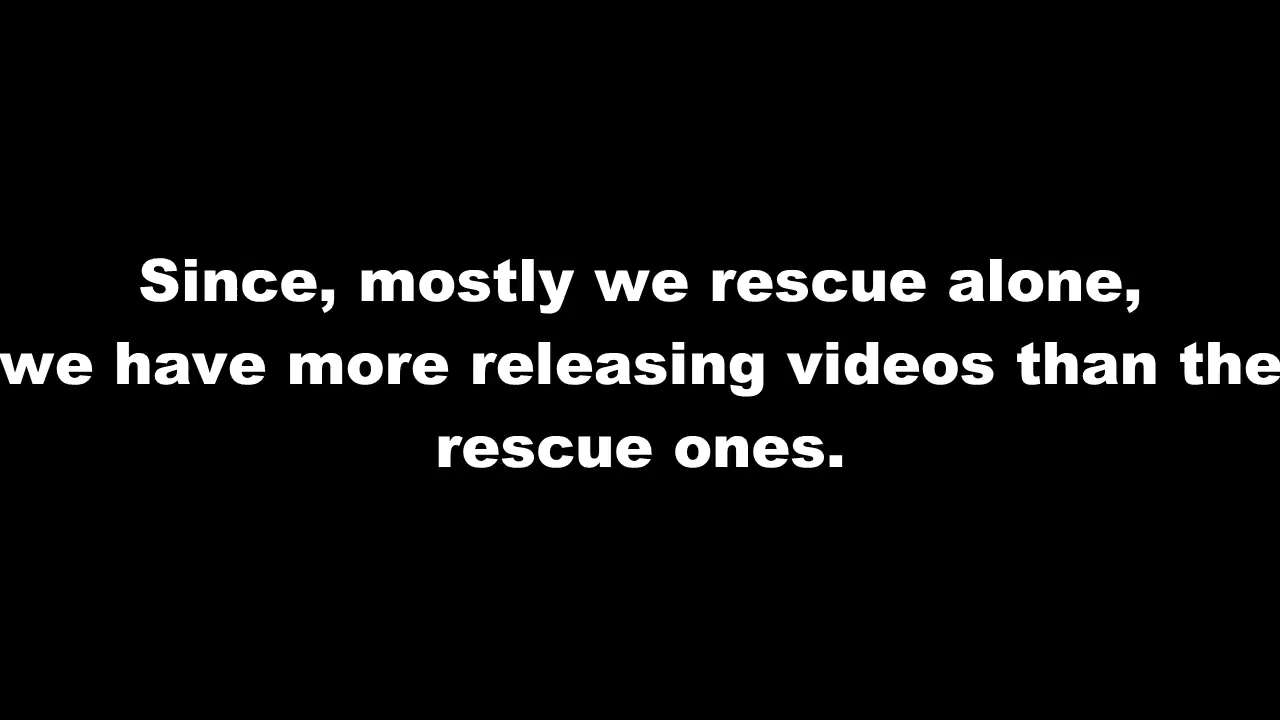 Since, mostly we rescue alone,
we have more releasing videos than the
rescue ones.